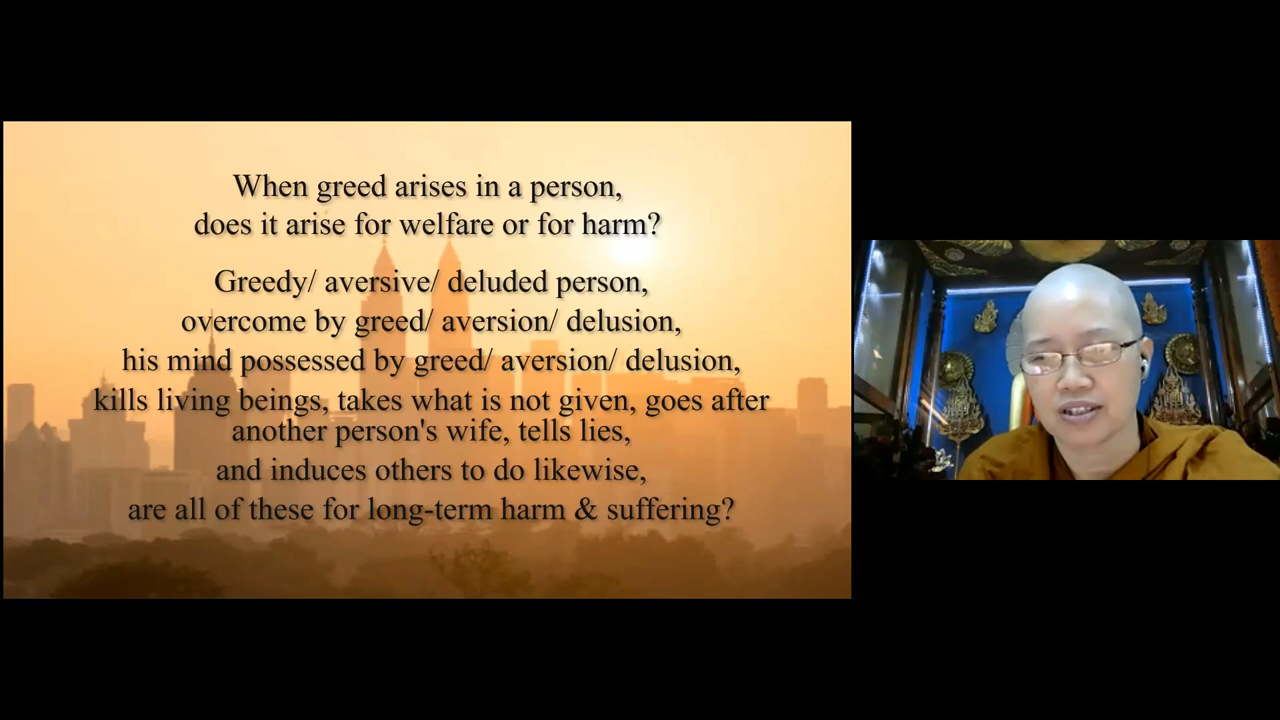 When greed arises in a person,
does it arise for welfare or for harm?
Greedy/ aversive/ deluded person,
overcome by greed/ aversion/ delusion,
his mind possessed by greed/ aversion/ delusion,
kills living beings, takes what is not given, goes after
another person's wife, tells lies,
and induces others to do likewise,
are all of these for long-term harm & suffering?